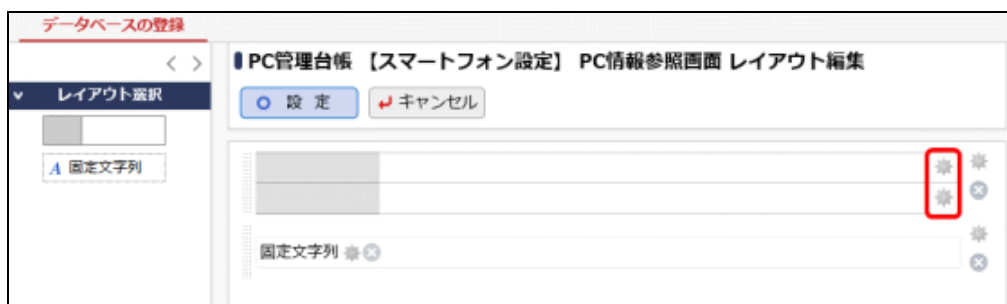 データベースの登録
レイアウト選択
A 固定文字列
PC管理台帳 【スマートフォン設定】 PC情報参照画面 レイアウト編集
設 定
キャンセル
固定文字列